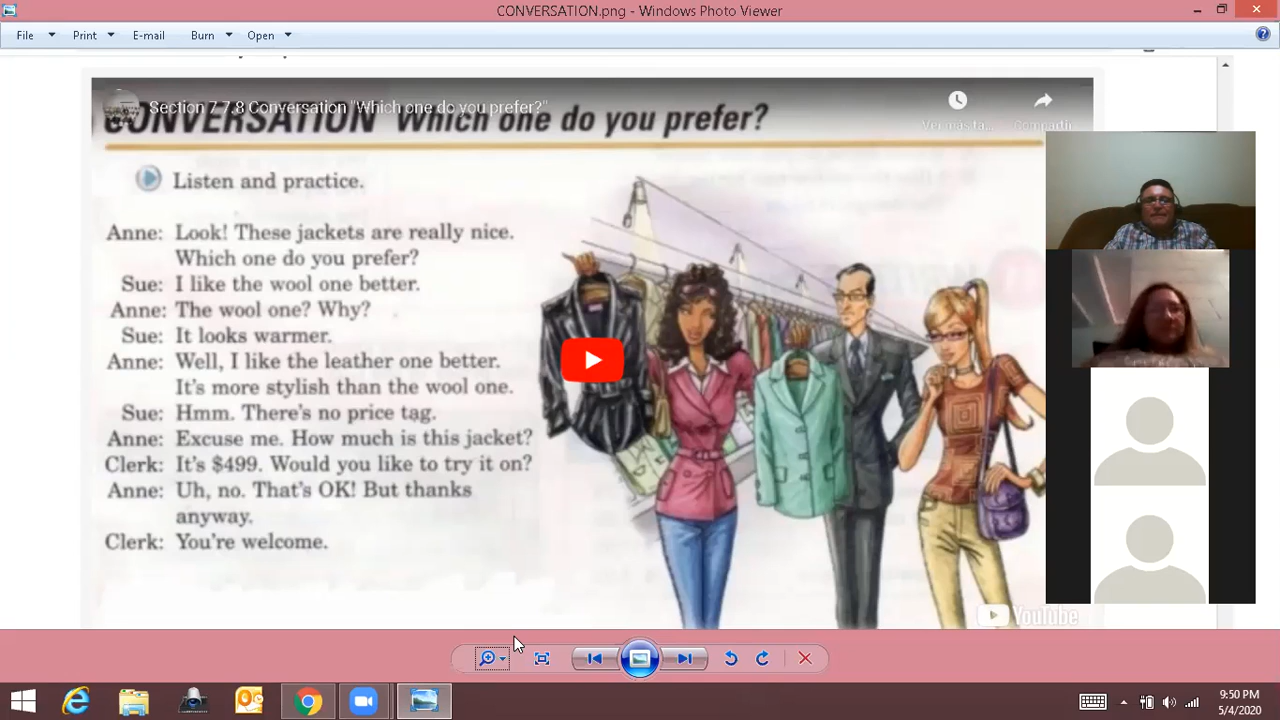 CONVERSATION.png - Windows Photo Viewer
File Print E-mail Burn Open
Section 7 7.8 Conversation "Which one do you prefer?"
CONVERSATION Which one do you prefer?
Ver más ta... Compartir
Listen and practice.
Anne: Look! These jackets are really nice.
Which one do you prefer?
Sue: I like the wool one better.
Anne: The wool one? Why?
Sue: It looks warmer.
Anne: Well, I like the leather one better.
It's more stylish than the wool one.
Sue: Hmm. There's no price tag.
Anne: Excuse me. How much is this jacket?
Clerk: It's $499. Would you like to try it on?
Anne: Uh, no. That's OK! But thanks
anyway.
Clerk: You're welcome.
YouTube
9:50 PM
5/4/2020